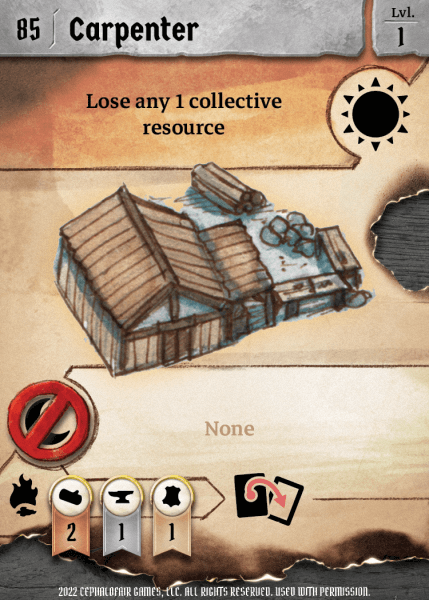 85 Carpenter
Lvl.
1
Lose any 1 collective
resource
None
2 1 1
2022 CEPHALOFAIR GAMES, LLC. ALL RIGHTS RESERVED. USED WITH PERMISSION.